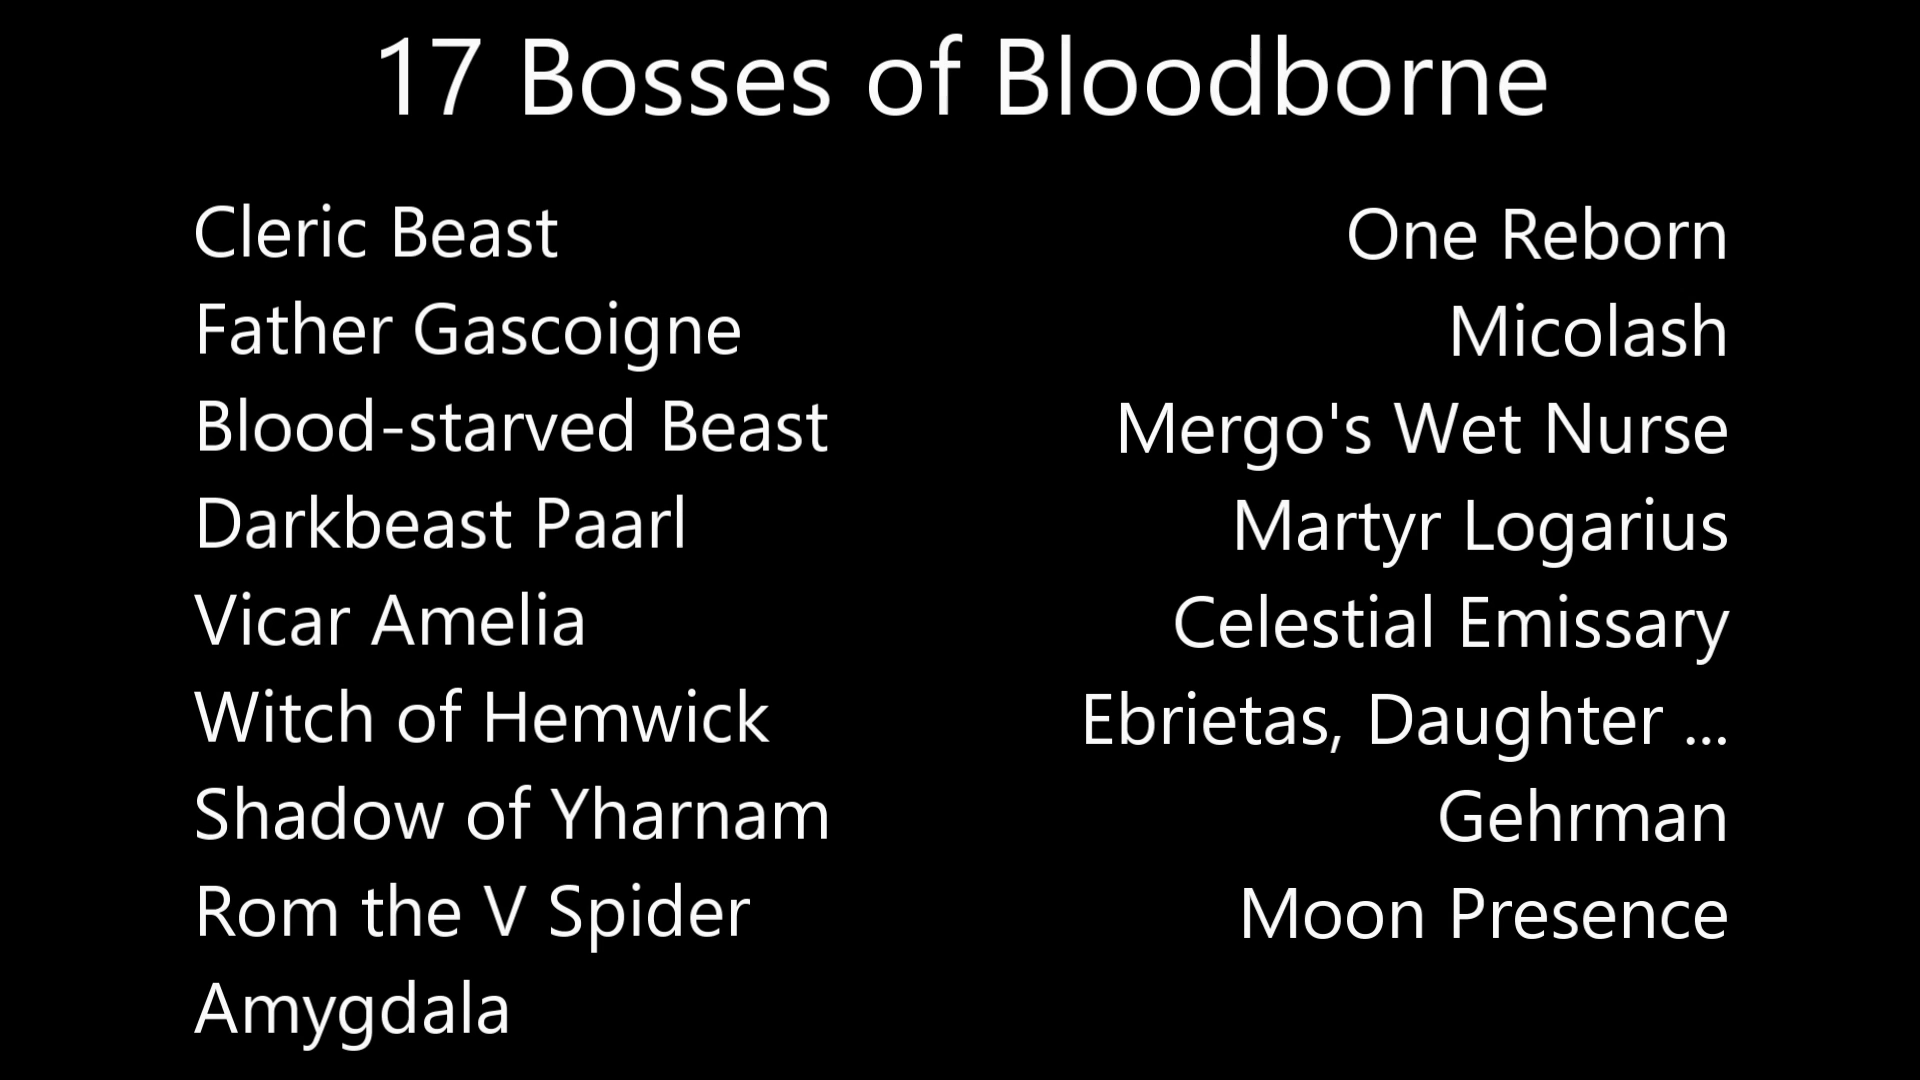 17 Bosses of Bloodborne
Cleric Beast
Father Gascoigne
Blood-starved Beast
Darkbeast Paarl
Vicar Amelia
Witch of Hemwick
Shadow of Yharnam
Rom the V Spider
Amygdala
One Reborn
Micolash
Mergo's Wet Nurse
Martyr Logarius
Celestial Emissary
Ebrietas, Daughter ...
Gehrman
Moon Presence